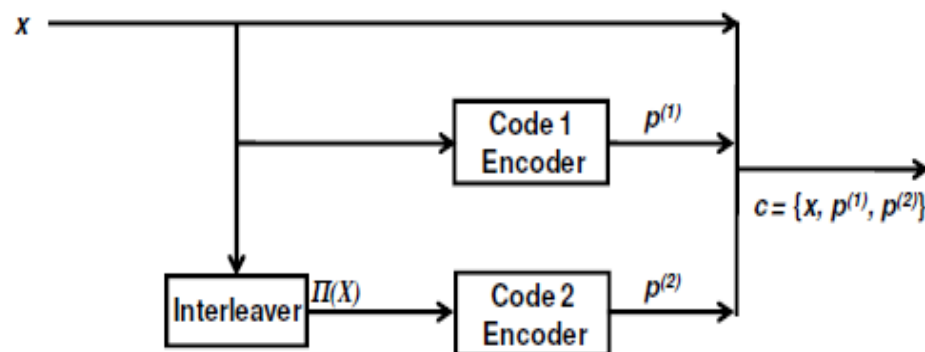 x
Code 1
Encoder
p(1)
c = {x, p(1), p(2)}
Interleaver
Π(X)
Code 2
Encoder
p(2)